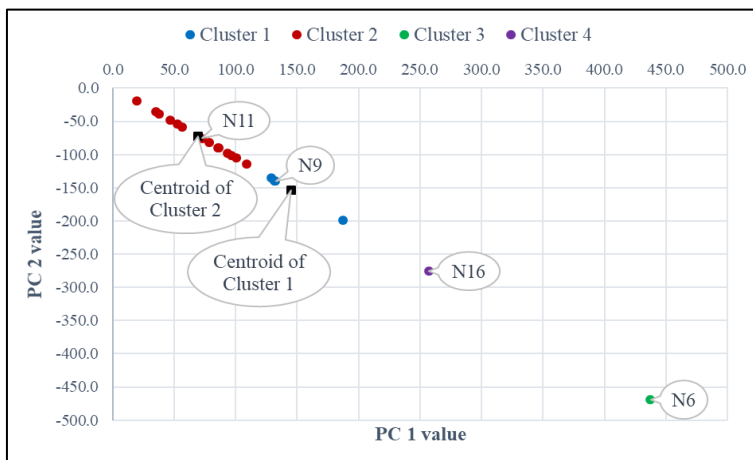 Cluster 1 Cluster 2 Cluster 3 Cluster 4
0.0 50.0 100.0 150.0 200.0 250.0 300.0 350.0 400.0 450.0 500.0
0.0
-50.0
-100.0
-150.0
-200.0
-250.0
-300.0
-350.0
-400.0
-450.0
-500.0
PC 2 value
N11
N9
Centroid of
Cluster 2
Centroid of
Cluster 1
N16
N6
PC 1 value